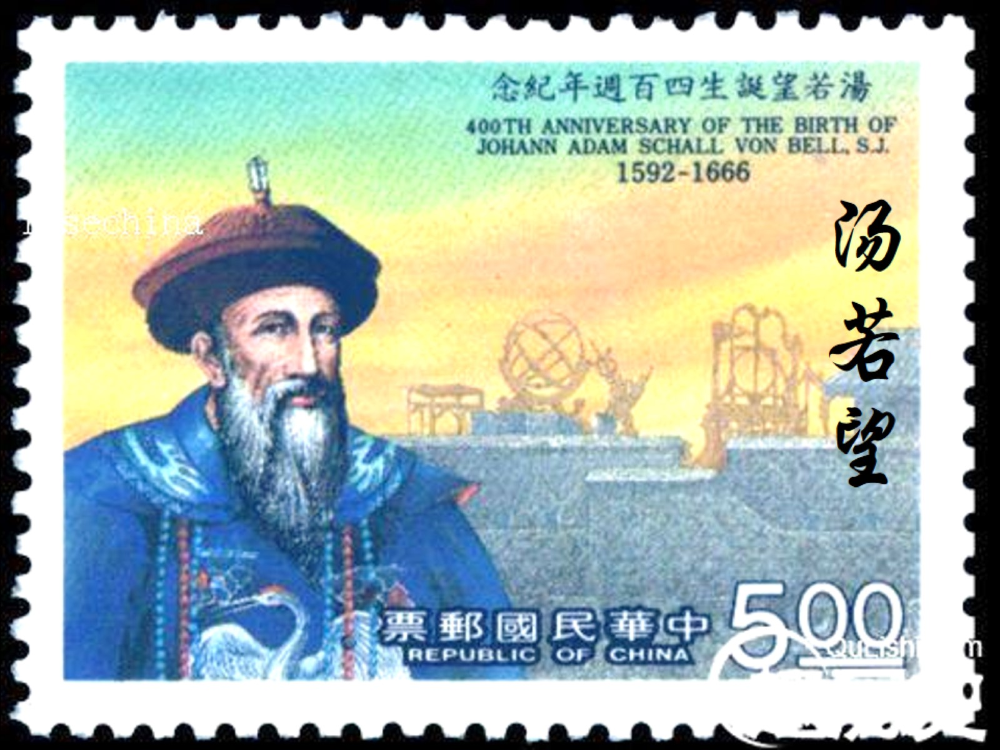 湯若望誕生四百週年紀念
400TH ANNIVERSARY OF THE BIRTH OF
JOHANN ADAM SCHALL VON BELL, S.J.
1592-1666
汤若望
5.00
中華民國郵票
REPUBLIC OF CHINA